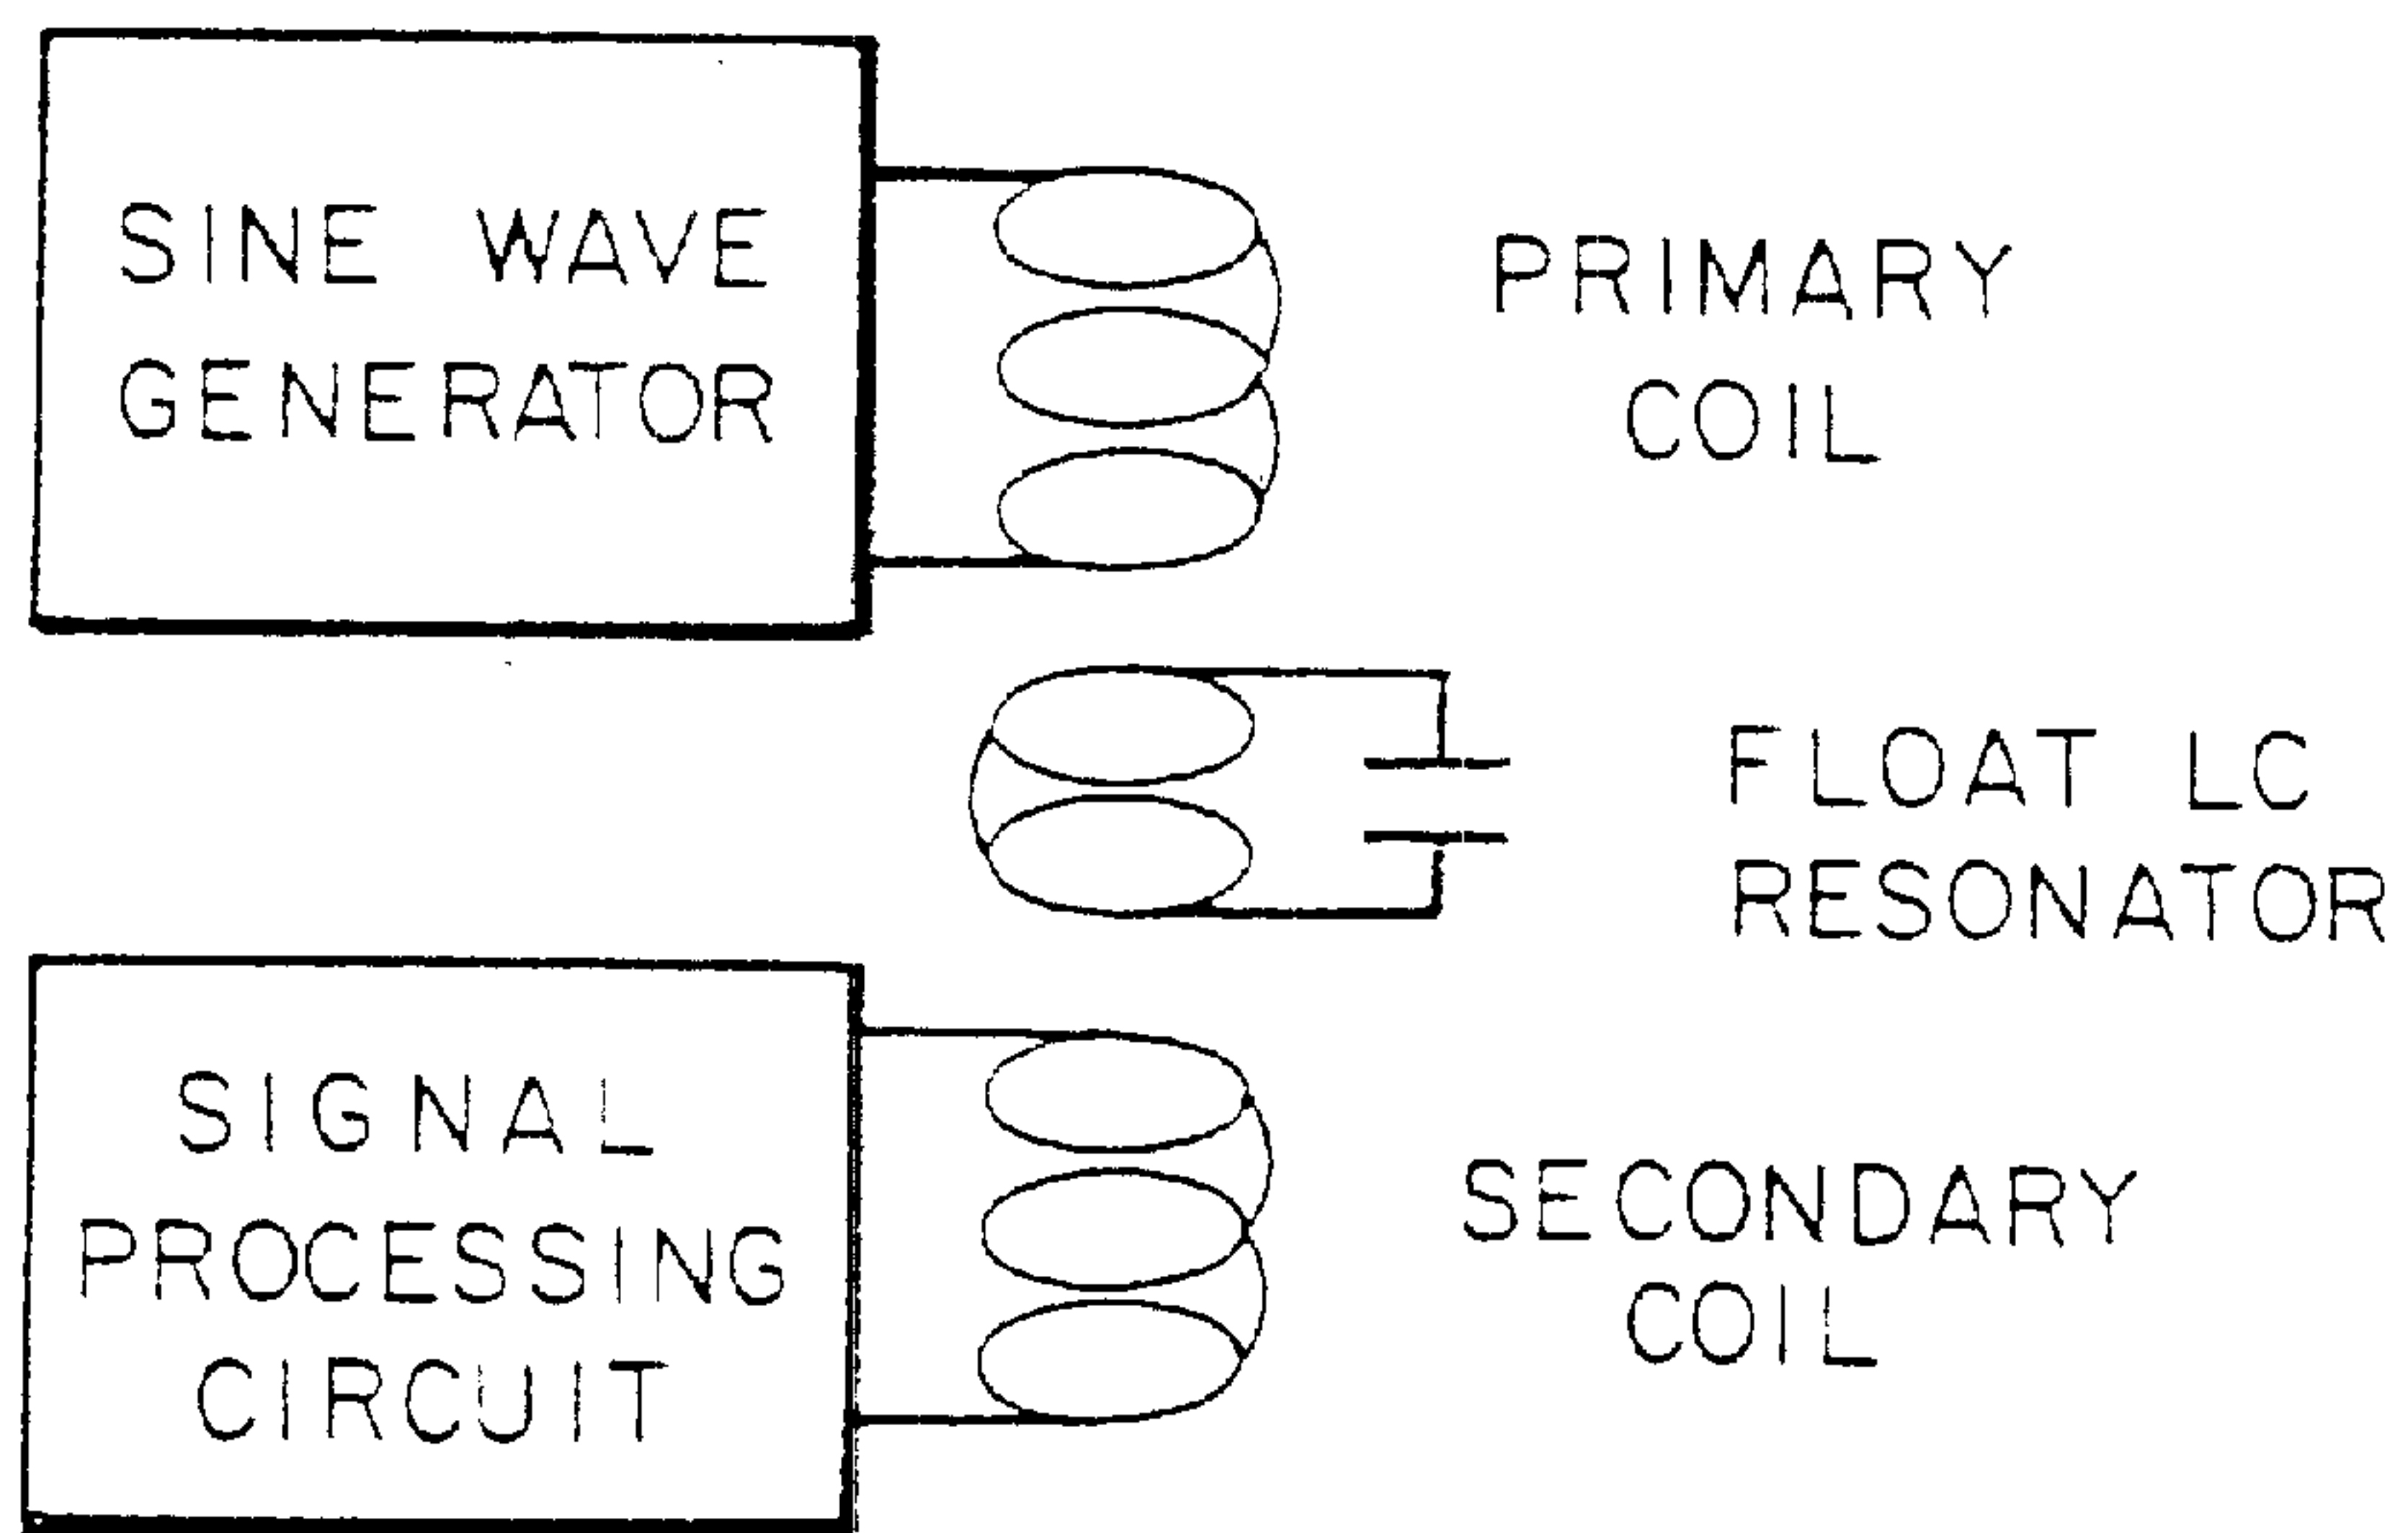 SINE WAVE
GENERATOR
PRIMARY
COIL
FLOAT LC
RESONATOR
SIGNAL
PROCESSING
CIRCUIT
SECONDARY
COIL